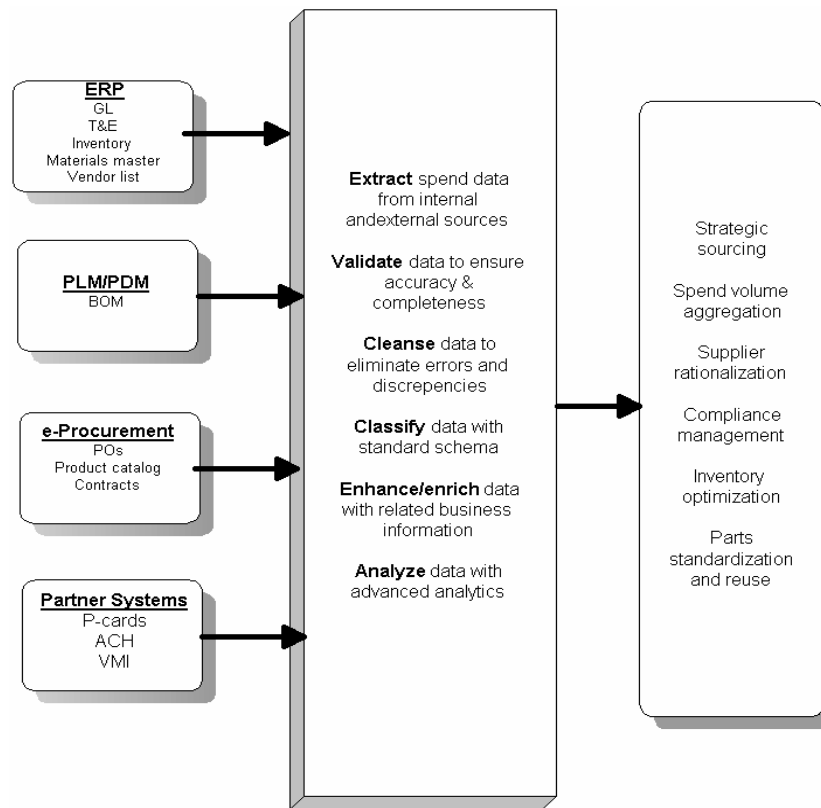 ERP
GL
T&E
Inventory
Materials master
Vendor list
PLM/PDM
BOM
e-Procurement
POs
Product catalog
Contracts
Partner Systems
P-cards
ACH
VMI
Extract spend data
from internal
andexternal sources
Validate data to ensure
accuracy &
completeness
Cleanse data to
eliminate errors and
discrepencies
Classify data with
standard schema
Enhance/enrich data
with related business
information
Analyze data with
advanced analytics
Strategic
sourcing
Spend volume
aggregation
Supplier
rationalization
Compliance
management
Inventory
optimization
Parts
standardization
and reuse